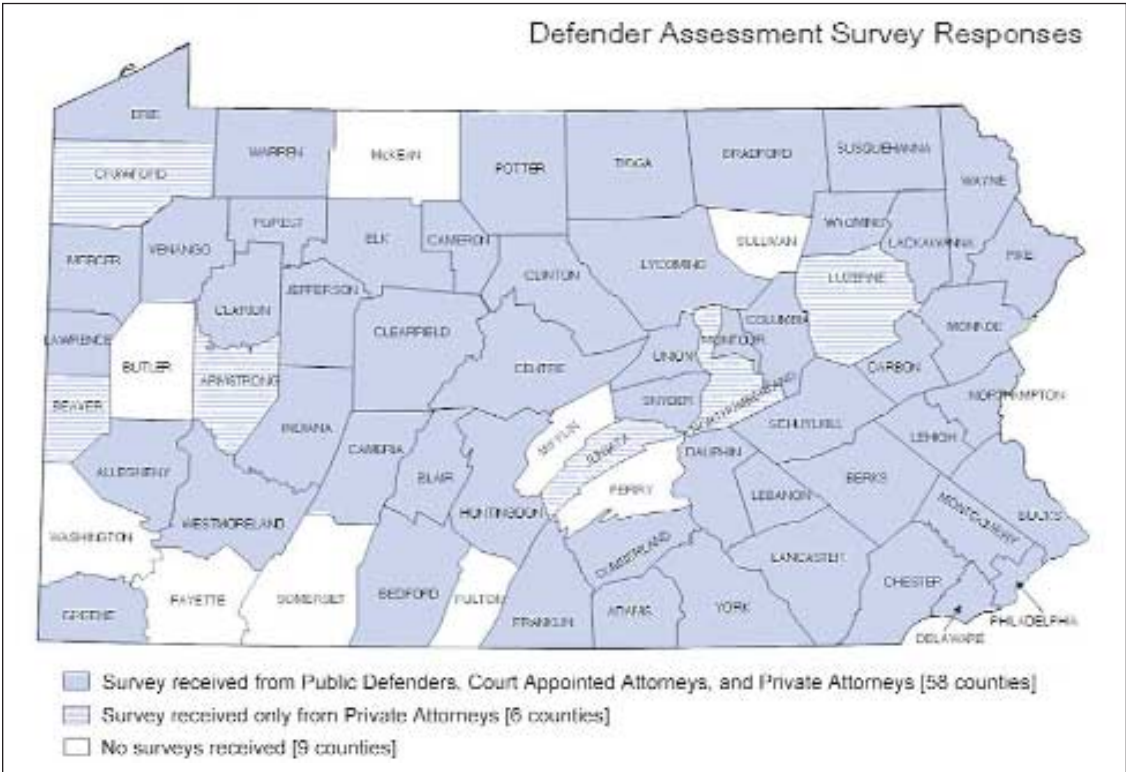 Defender Assessment Survey Responses
ERIE
CRAWFORD
WARREN
McKEAN
POTTER
TIOGA
BRADFORD
SUSQUEHANNA
WAYNE
WYOMING
LACKAWANNA
PIKE
FOREST
VENANGO
MERCER
ELK
CAMERON
CLINTON
LYCOMING
SULLIVAN
LUZERNE
CLARION
JEFFERSON
CLEARFIELD
CENTRE
UNION
MONTOUR
COLUMBIA
MONROE
CARBON
LAWRENCE
BUTLER
ARMSTRONG
BEAVER
INDIANA
SNYDER
NORTHUMBERLAND
NORTHAMPTON
MIFFLIN
JUNIATA
PERRY
DAUPHIN
SCHUYLKILL
LEHIGH
ALLEGHENY
CAMBRIA
BLAIR
HUNTINGDON
LEBANON
BERKS
MONTGOMERY
BUCKS
WASHINGTON
WESTMORELAND
CUMBERLAND
LANCASTER
CHESTER
GREENE
FAYETTE
SOMERSET
BEDFORD
FULTON
FRANKLIN
ADAMS
YORK
DELAWARE
PHILADELPHIA
Survey received from Public Defenders, Court Appointed Attorneys, and Private Attorneys [58 counties]
Survey received only from Private Attorneys [6 counties]
No surveys received [9 counties]